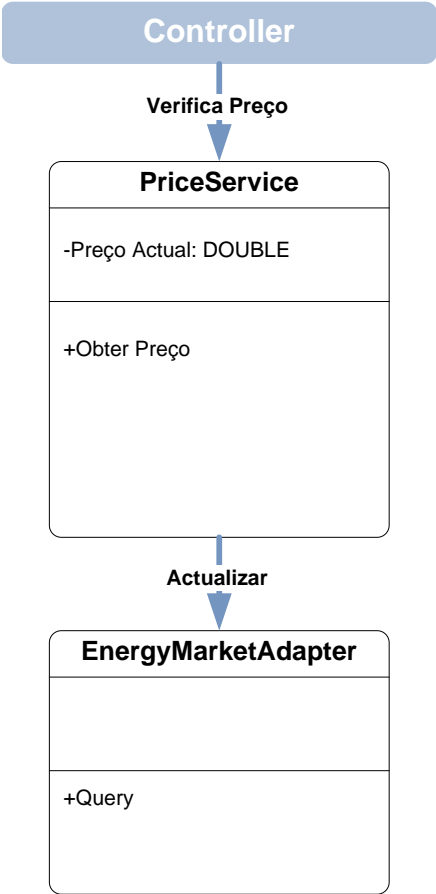 Controller
Verifica Preço
PriceService
-Preço Actual: DOUBLE
+Obter Preço
Actualizar
EnergyMarketAdapter
+Query